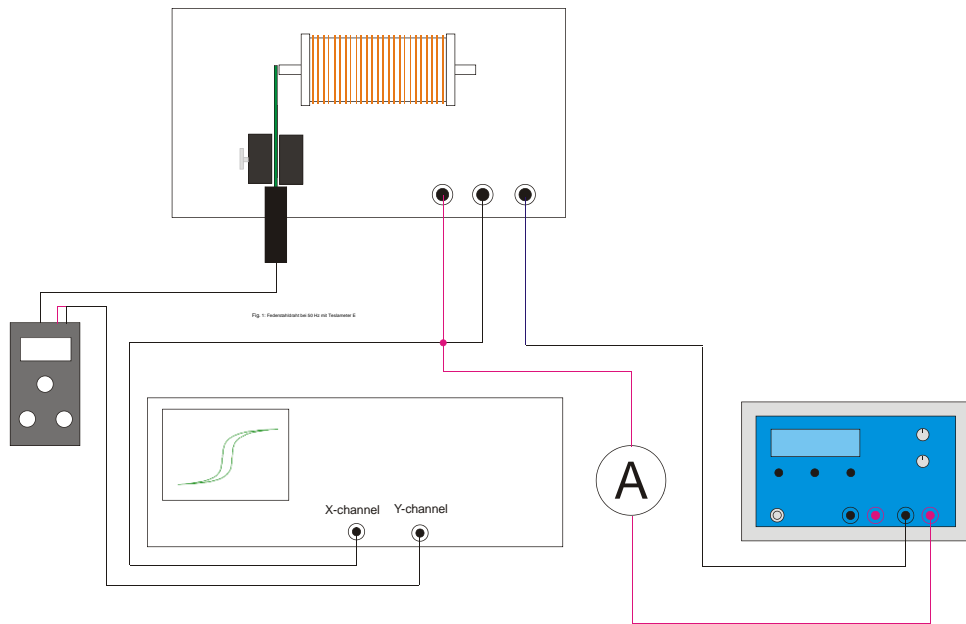 Fig. 1: Federstahldraht bei 50 Hz mit Teslameter E
A
X-channel
Y-channel